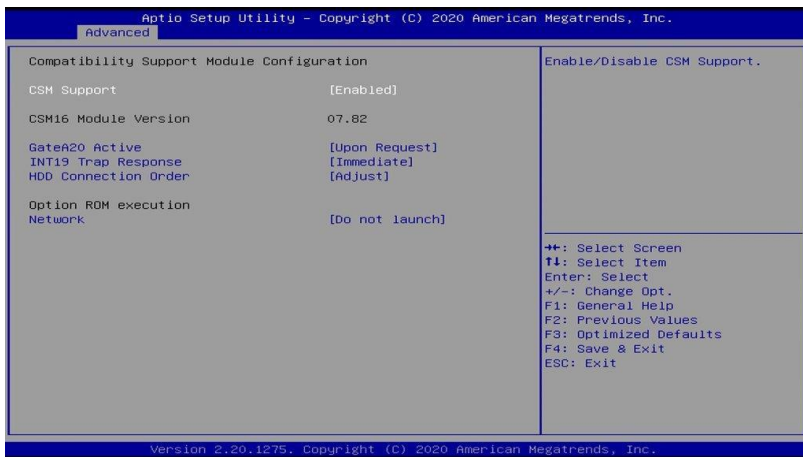 Aptio Setup Utility – Copyright (C) 2020 American Megatrends, Inc.
Advanced
Compatibility Support Module Configuration
CSM Support [Enabled]
CSM16 Module Version 07.82
GateA20 Active [Upon Request]
INT19 Trap Response [Immediate]
HDD Connection Order [Adjust]
Option ROM execution
Network [Do not launch]
Enable/Disable CSM Support.
→←: Select Screen
↑↓: Select Item
Enter: Select
+/-: Change Opt.
F1: General Help
F2: Previous Values
F3: Optimized Defaults
F4: Save & Exit
ESC: Exit
Version 2.20.1275. Copyright (C) 2020 American Megatrends, Inc.